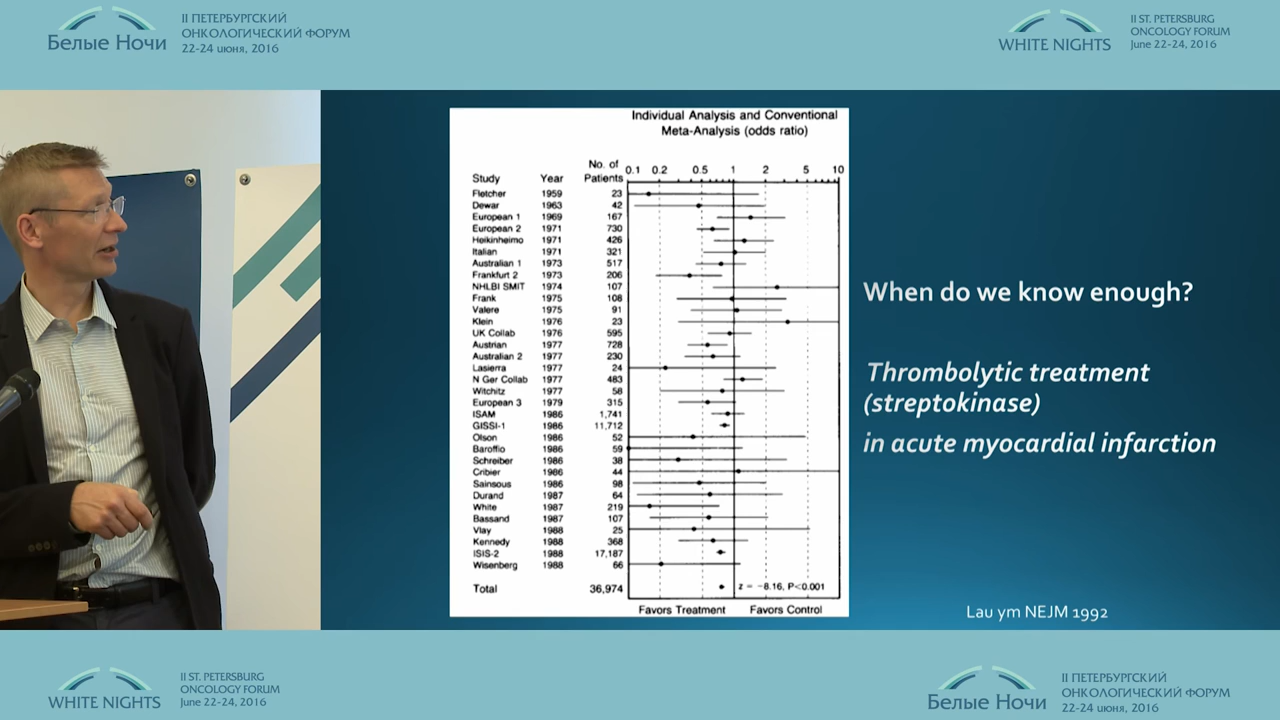 II ПЕТЕРБУРГСКИЙ
ОНКОЛОГИЧЕСКИЙ ФОРУМ
Белые Ночи
22-24 июня, 2016
II ST. PETERSBURG
ONCOLOGY FORUM
WHITE NIGHTS
June 22-24, 2016
Individual Analysis and Conventional
Meta-Analysis (odds ratio)
Study Year No. of Patients 0.1 0.2 0.5 1 2 5 10
Fletcher 1959 23
Dewar 1963 42
European 1 1969 167
European 2 1971 730
Heikinheimo 1971 426
Italian 1971 321
Australian 1 1973 517
Frankfurt 2 1973 206
NHLBI SMIT 1974 107
Frank 1975 108
Valere 1975 91
Klein 1976 23
UK Collab 1976 595
Austrian 1977 728
Australian 2 1977 230
Lasierra 1977 24
N Ger Collab 1977 483
Witchitz 1977 58
European 3 1979 315
ISAM 1986 1,741
GISSI-1 1986 11,712
Olson 1986 52
Baroffio 1986 59
Schreiber 1986 38
Cribier 1986 44
Sainsous 1986 98
Durand 1987 64
White 1987 219
Bassand 1987 107
Vlay 1988 25
Kennedy 1988 368
ISIS-2 1988 17,187
Wisenberg 1988 66
Total 36,974 z = -8.16, P<0.001
Favors Treatment Favors Control
When do we know enough?
Thrombolytic treatment
(streptokinase)
in acute myocardial infarction
Lau ym NEJM 1992
II ST. PETERSBURG
ONCOLOGY FORUM
WHITE NIGHTS
June 22-24, 2016
II ПЕТЕРБУРГСКИЙ
ОНКОЛОГИЧЕСКИЙ ФОРУМ
Белые Ночи
22-24 июня, 2016